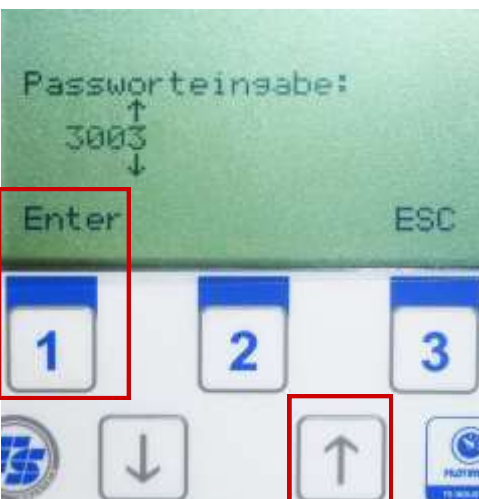 Passworteingabe:
↑
3003
↓
Enter ESC
1 2 3
↓ ↑